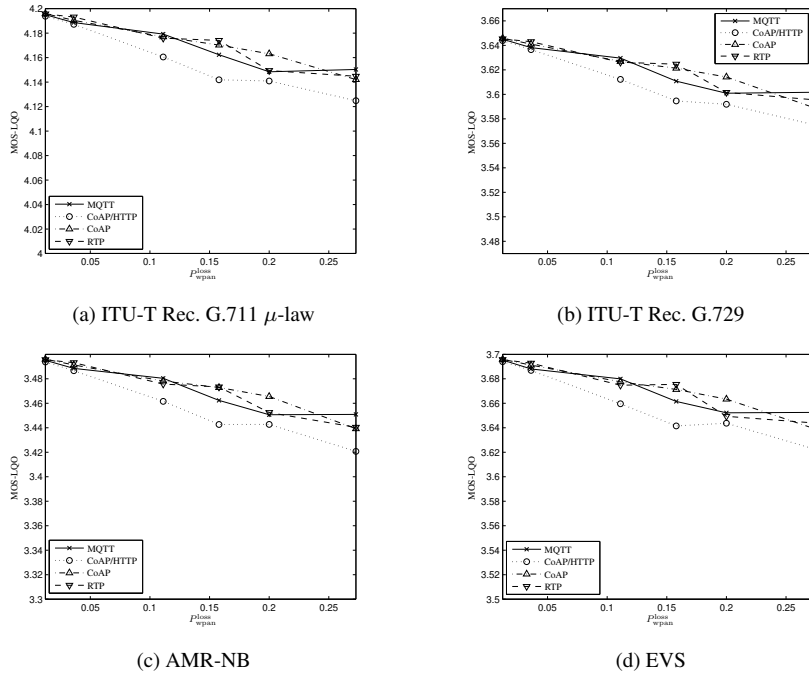 4.2
4.18
4.16
4.14
4.12
4.1
4.08
4.06
4.04
4.02
4
MOS-LQO
MQTT
CoAP/HTTP
CoAP
RTP
0.05 0.1 0.15 0.2 0.25
P_wpan^loss
(a) ITU-T Rec. G.711 μ-law
3.66
3.64
3.62
3.6
3.58
3.56
3.54
3.52
3.5
3.48
MOS-LQO
MQTT
CoAP/HTTP
CoAP
RTP
0.05 0.1 0.15 0.2 0.25
P_wpan^loss
(b) ITU-T Rec. G.729
3.48
3.46
3.44
3.42
3.4
3.38
3.36
3.34
3.32
3.3
MOS-LQO
MQTT
CoAP/HTTP
CoAP
RTP
0.05 0.1 0.15 0.2 0.25
P_wpan^loss
(c) AMR-NB
3.7
3.68
3.66
3.64
3.62
3.6
3.58
3.56
3.54
3.52
3.5
MOS-LQO
MQTT
CoAP/HTTP
CoAP
RTP
0.05 0.1 0.15 0.2 0.25
P_wpan^loss
(d) EVS